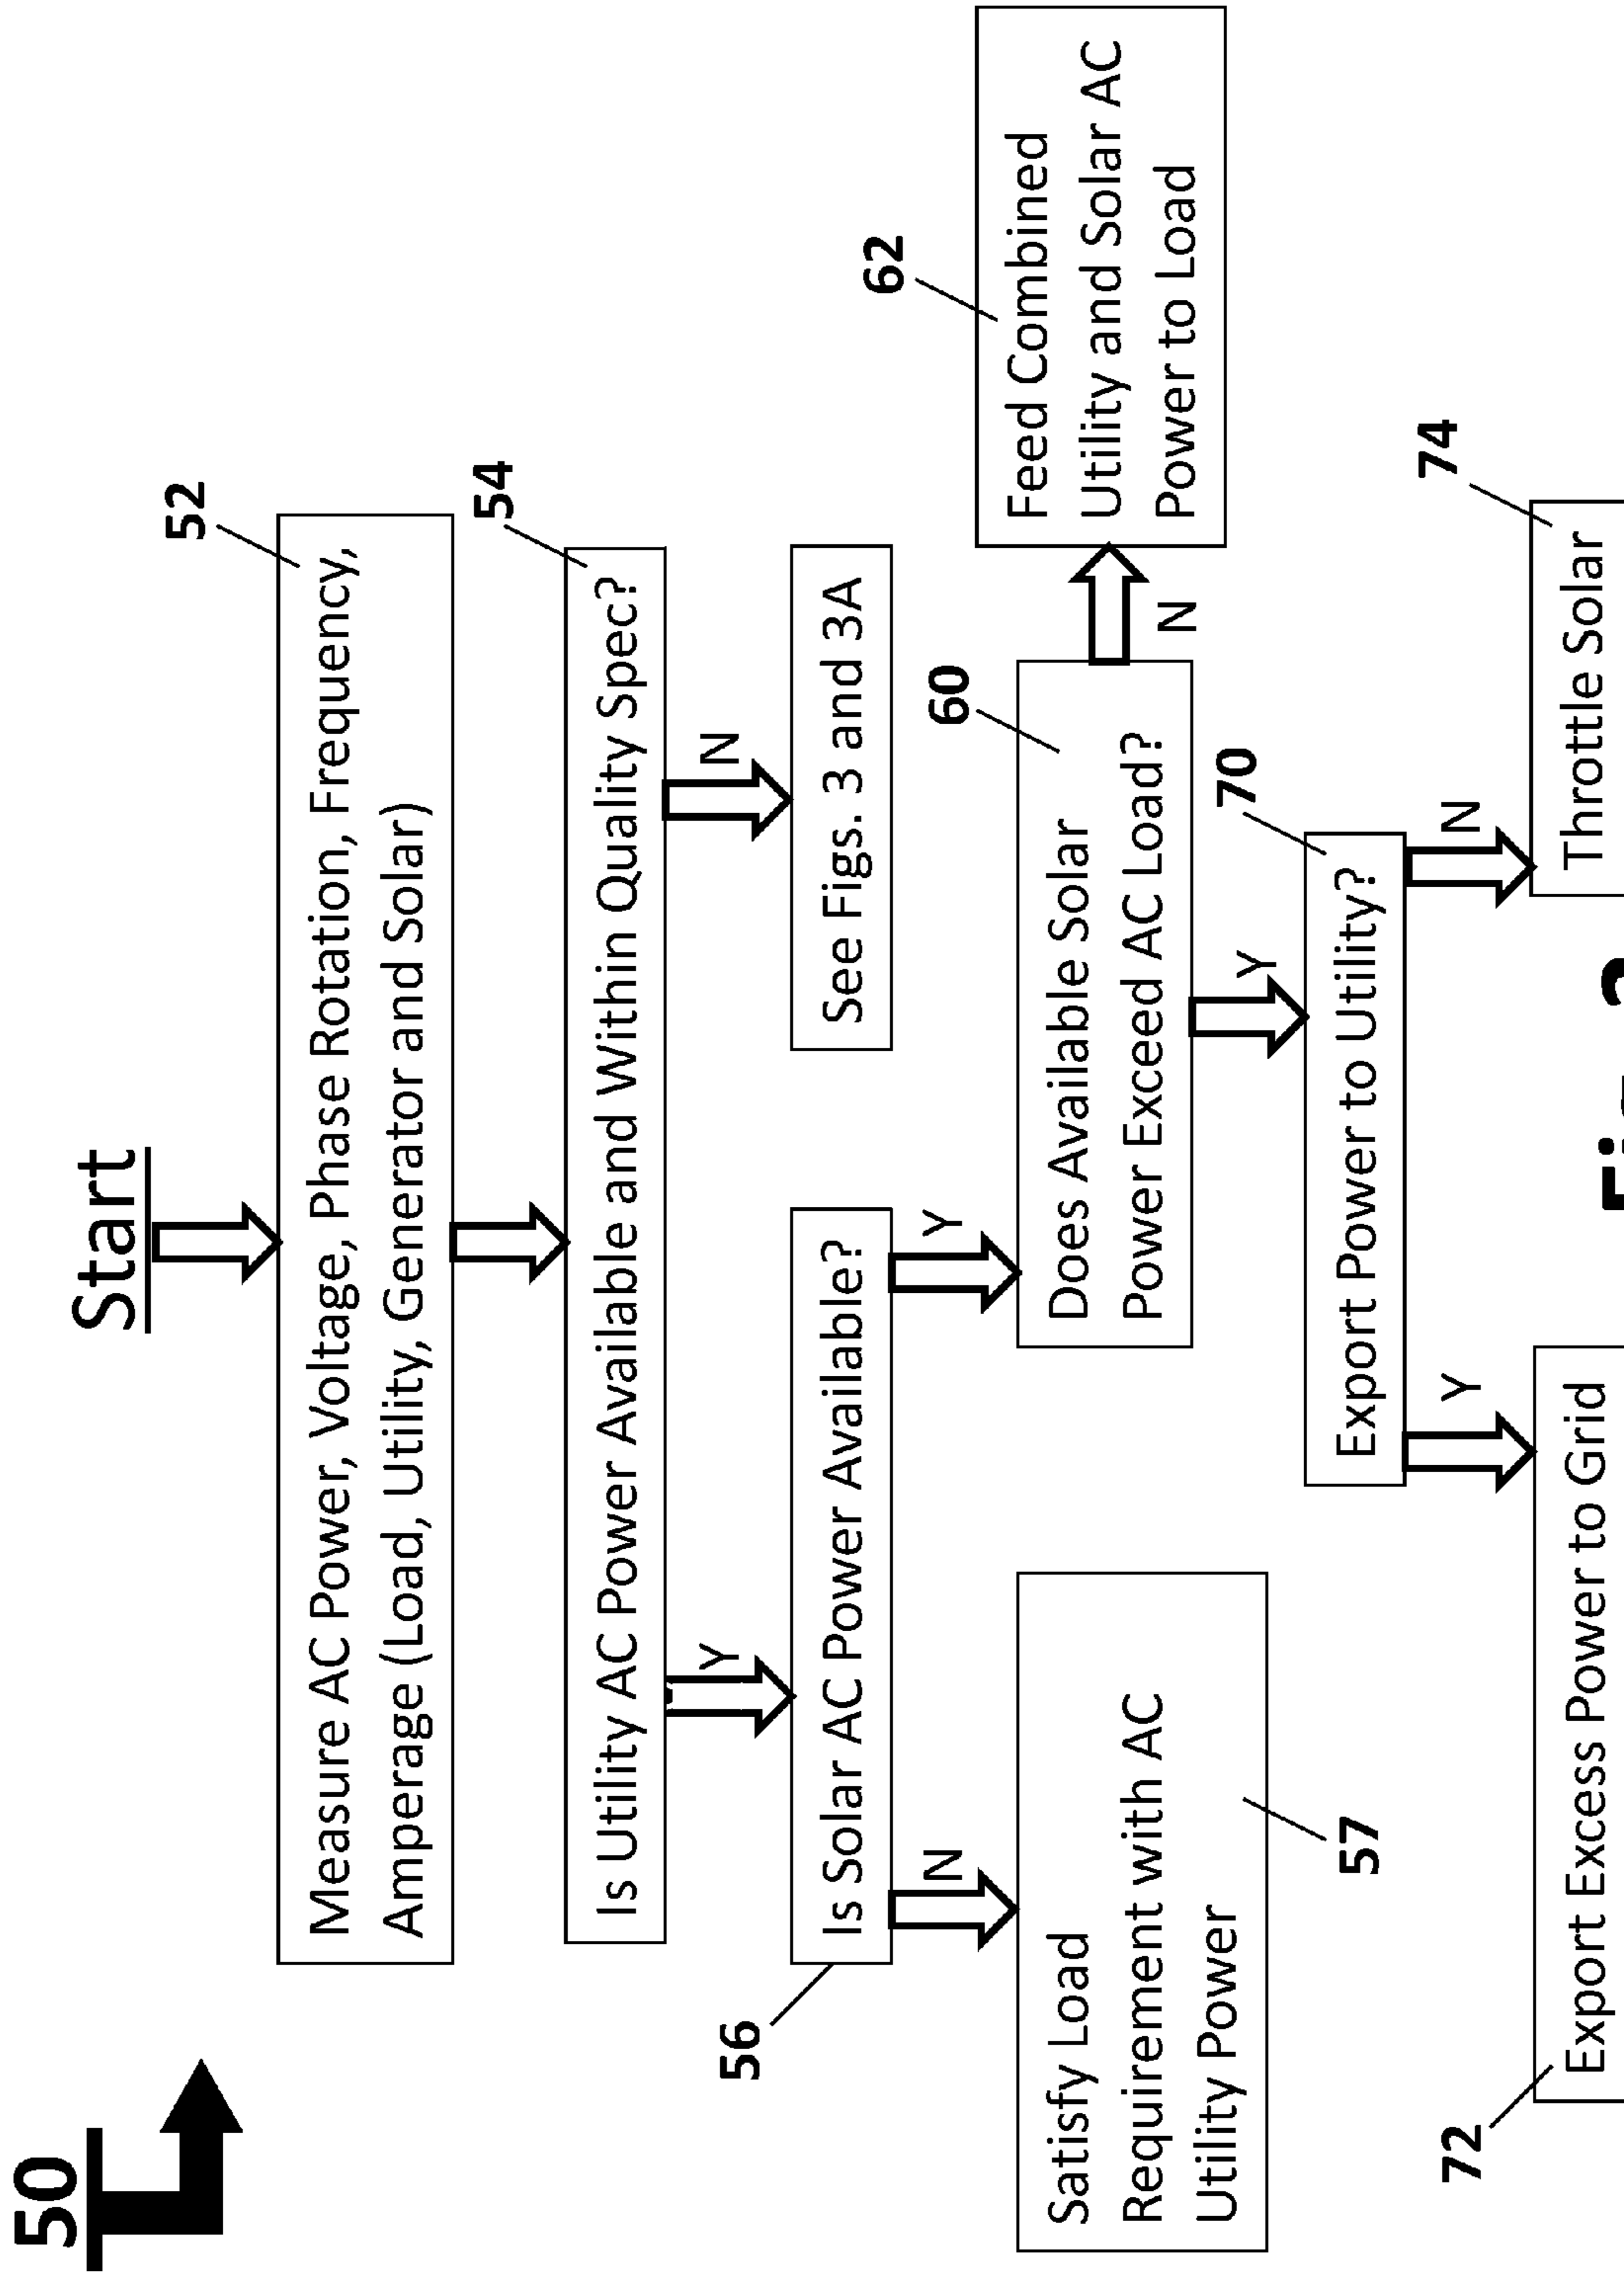 50
Start
52
Measure AC Power, Voltage, Phase Rotation, Frequency,
Amperage (Load, Utility, Generator and Solar)
54
Is Utility AC Power Available and Within Quality Spec?
Y
N
56
Is Solar AC Power Available?
See Figs. 3 and 3A
N
Y
62
Satisfy Load
Requirement with AC
Utility Power
57
60
Does Available Solar
Power Exceed AC Load?
N
Feed Combined
Utility and Solar AC
Power to Load
Y
70
Export Power to Utility?
Y
N
72
Export Excess Power to Grid
74
Throttle Solar